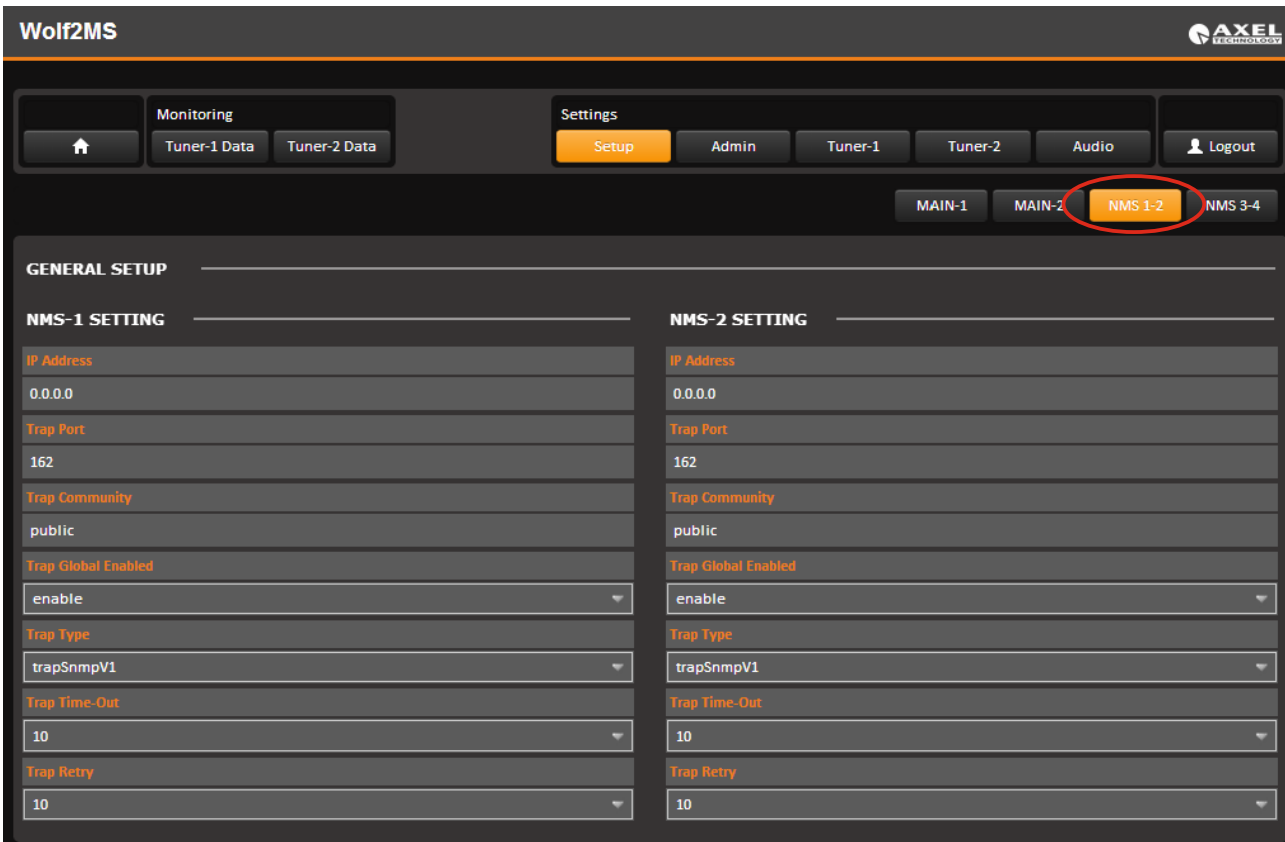 Wolf2MS
AXEL
TECHNOLOGY
Monitoring
Settings
Tuner-1 Data
Tuner-2 Data
Setup
Admin
Tuner-1
Tuner-2
Audio
Logout
MAIN-1
MAIN-2
NMS 1-2
NMS 3-4
GENERAL SETUP
NMS-1 SETTING
IP Address
0.0.0.0
Trap Port
162
Trap Community
public
Trap Global Enabled
enable
Trap Type
trapSnmpV1
Trap Time-Out
10
Trap Retry
10
NMS-2 SETTING
IP Address
0.0.0.0
Trap Port
162
Trap Community
public
Trap Global Enabled
enable
Trap Type
trapSnmpV1
Trap Time-Out
10
Trap Retry
10